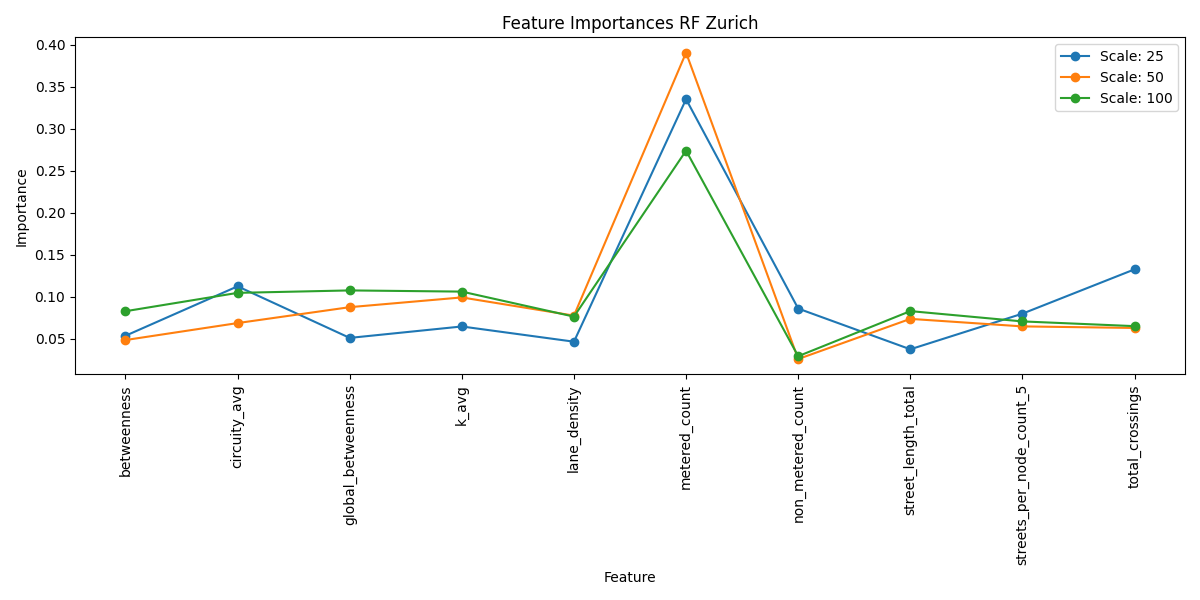 Feature Importances RF Zurich
Scale: 25
Scale: 50
Scale: 100
Importance
0.40
0.35
0.30
0.25
0.20
0.15
0.10
0.05
betweenness
circuity_avg
global_betweenness
k_avg
lane_density
metered_count
non_metered_count
street_length_total
streets_per_node_count_5
total_crossings
Feature